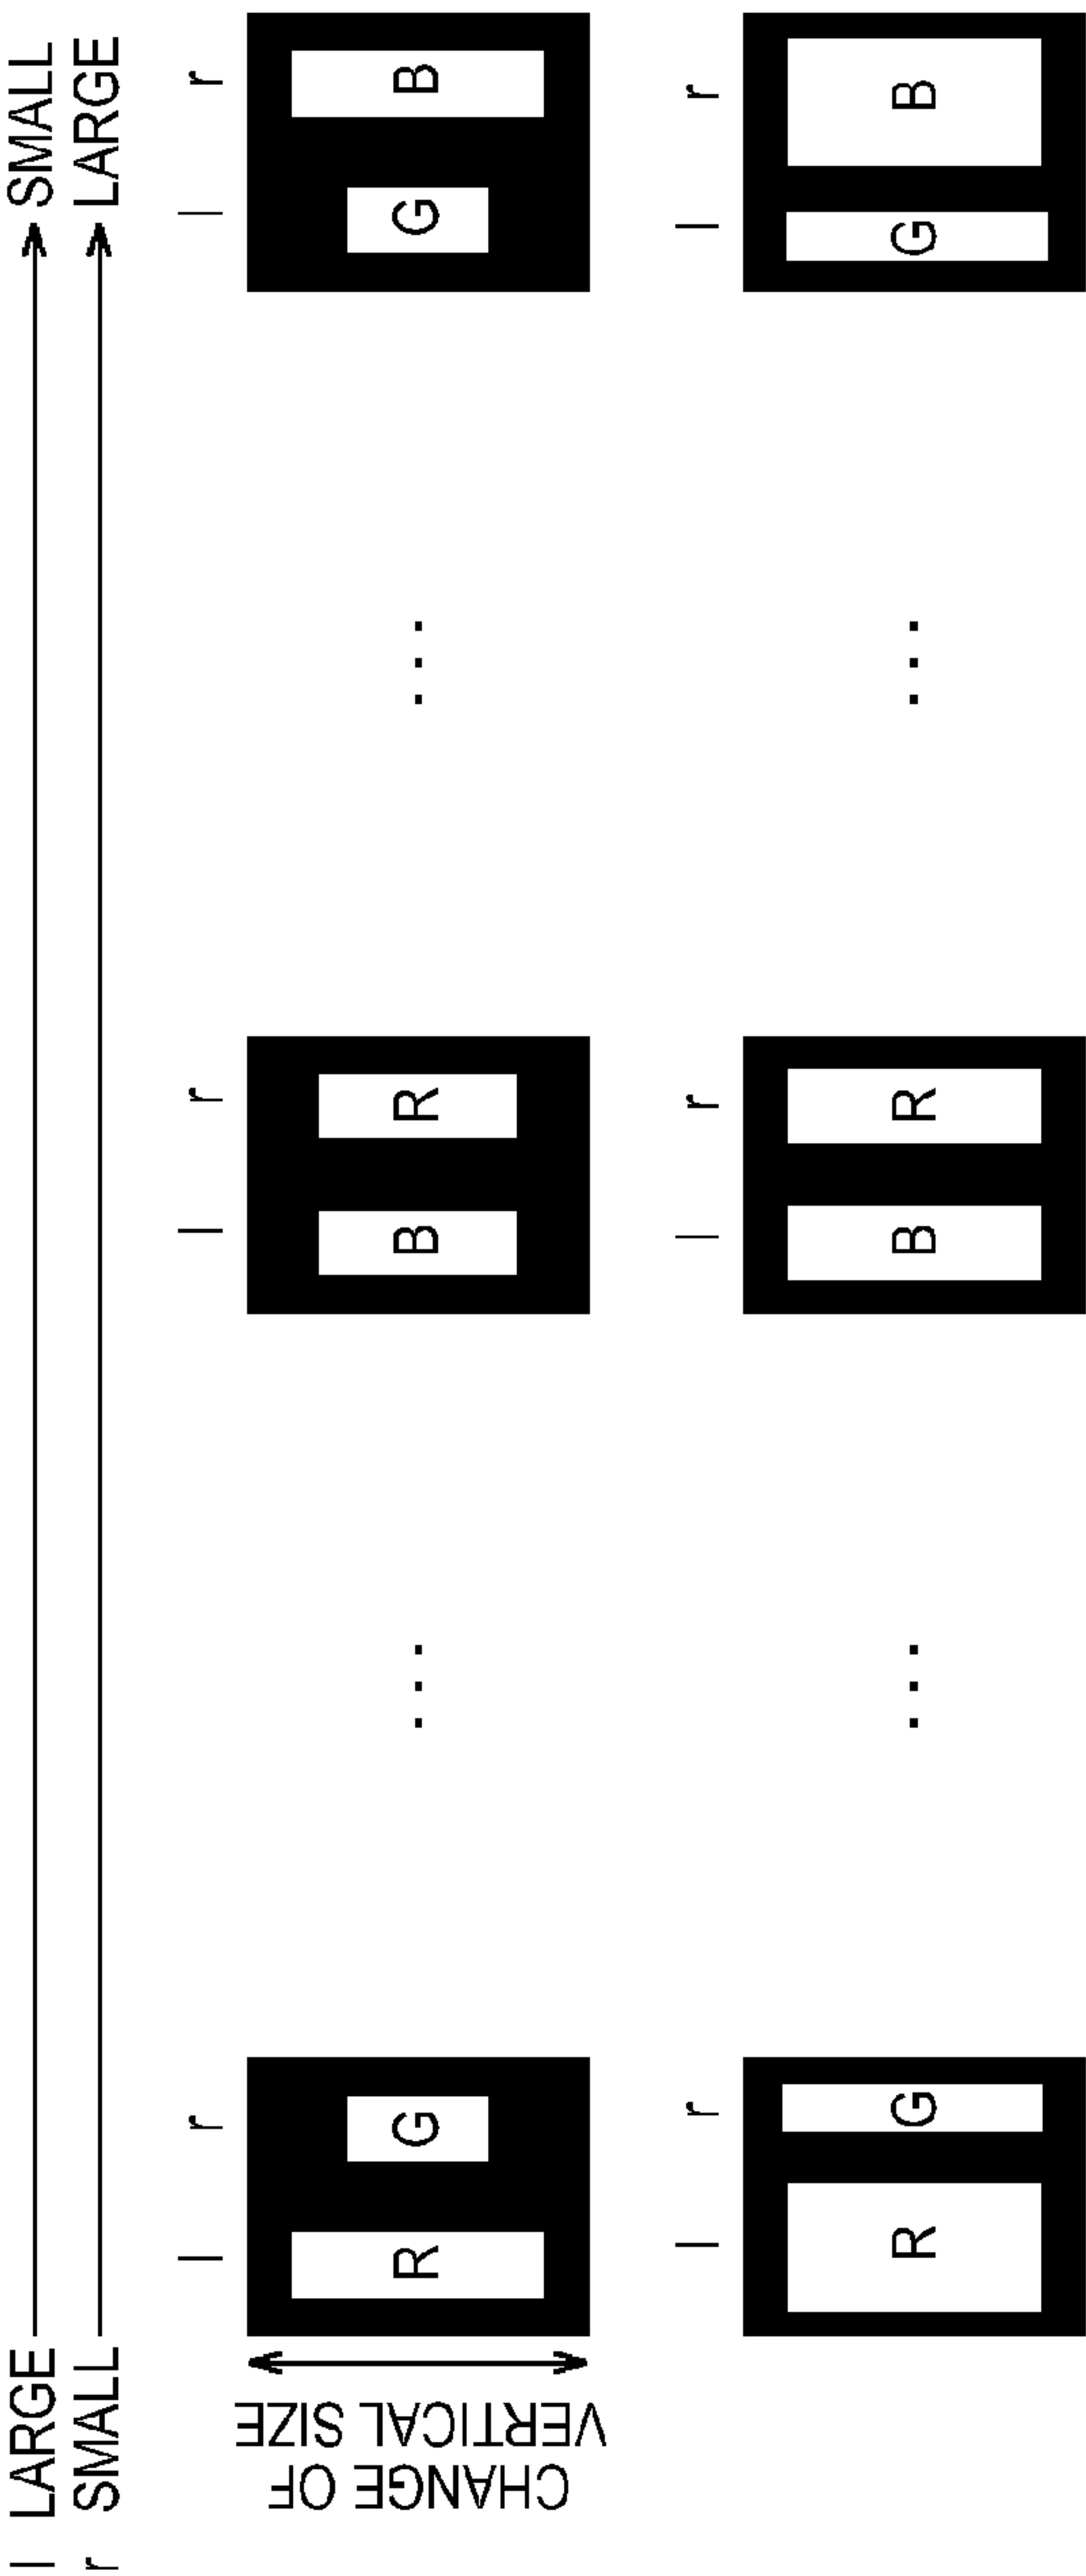 l LARGE SMALL
r SMALL LARGE
l r l r l r
R G B R G B
CHANGE OF
VERTICAL SIZE
... ...
l r l r l r
R G B R G B
... ...